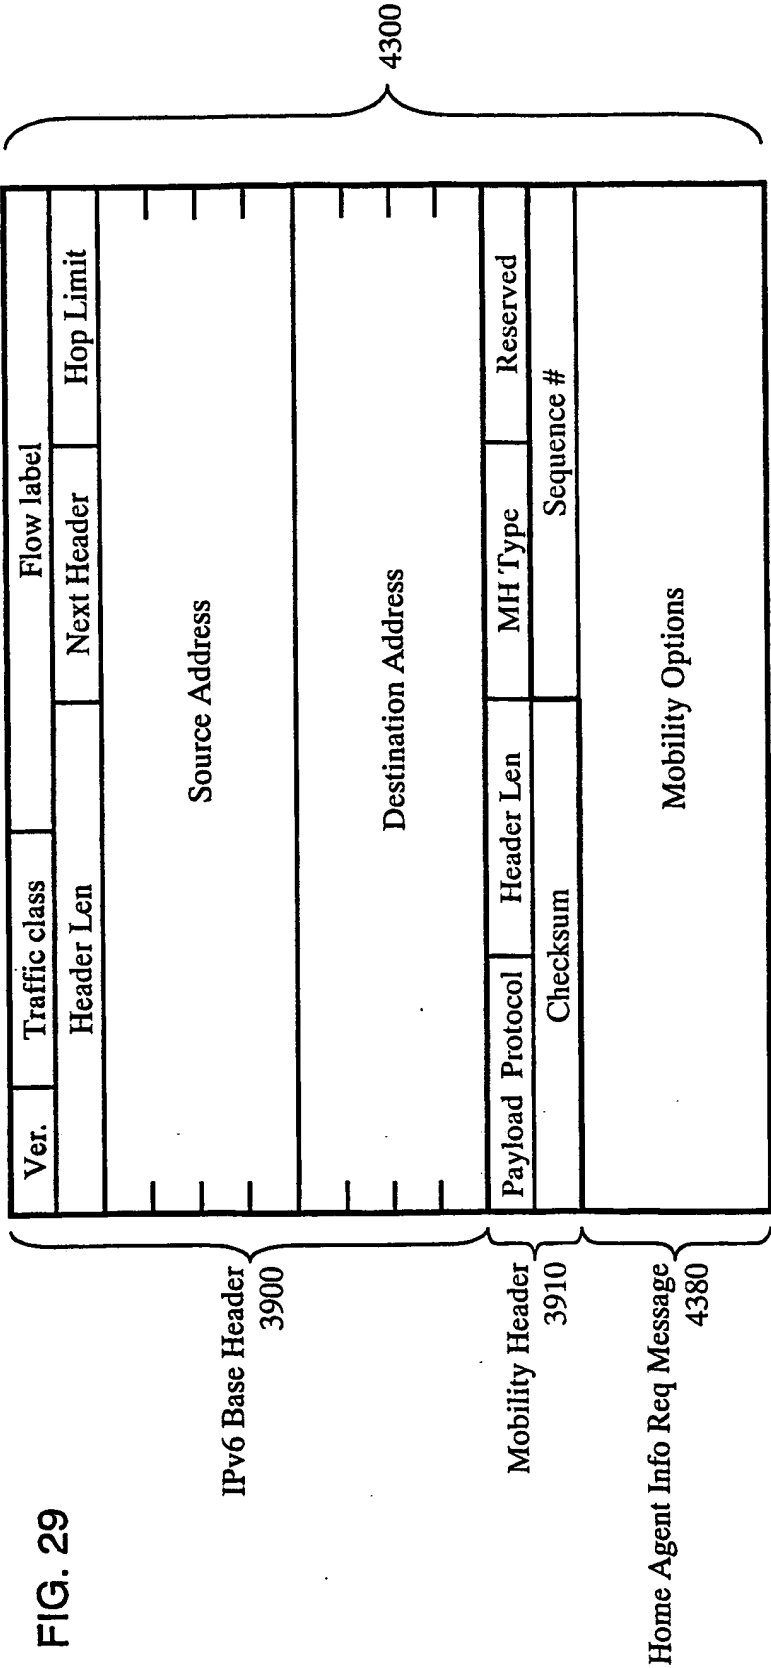 FIG. 29
Ver.
Traffic class
Flow label
Header Len
Next Header
Hop Limit
Source Address
Destination Address
IPv6 Base Header
3900
Payload Protocol
Header Len
MH Type
Reserved
Checksum
Sequence #
Mobility Header
3910
Mobility Options
Home Agent Info Req Message
4380
4300